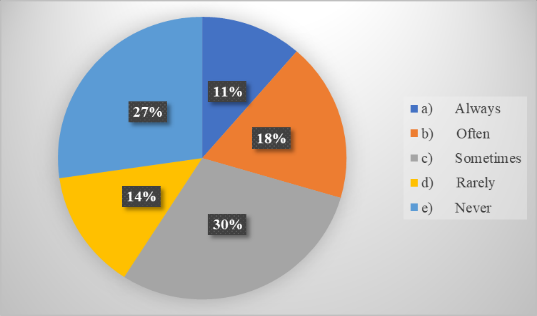 11%
18%
30%
14%
27%
a) Always
b) Often
c) Sometimes
d) Rarely
e) Never